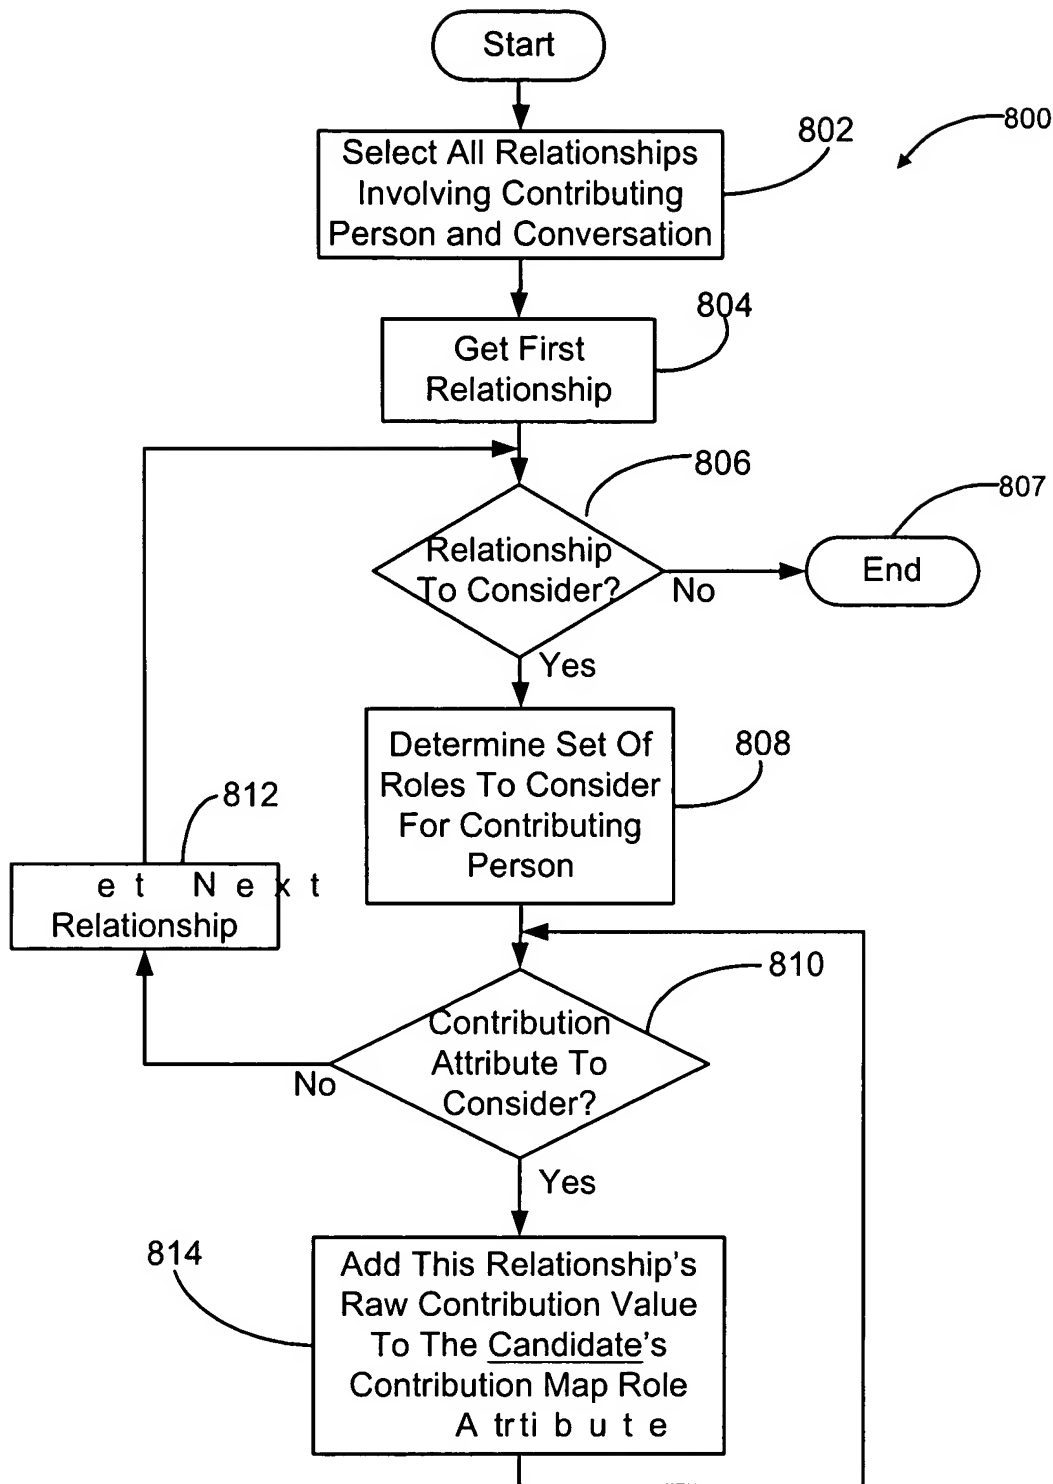 Start
800
802
Select All Relationships
Involving Contributing
Person and Conversation
804
Get First
Relationship
806
807
Relationship
To Consider?
No
End
Yes
808
Determine Set Of
Roles To Consider
For Contributing
Person
812
e t N e x t
Relationship
810
Contribution
Attribute To
Consider?
No
Yes
814
Add This Relationship's
Raw Contribution Value
To The Candidate's
Contribution Map Role
A trti b u t e